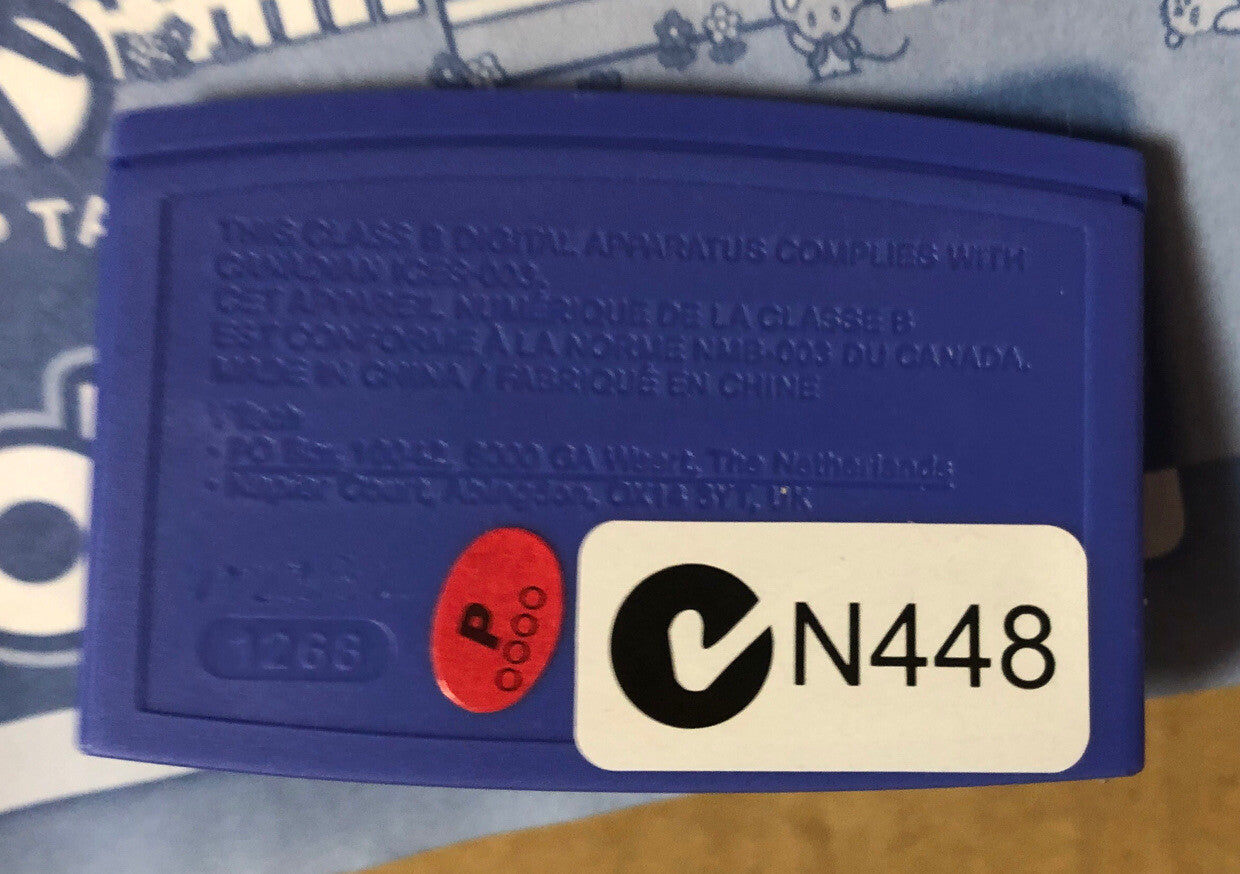 TA
THIS CLASS B DIGITAL APPARATUS COMPLIES WITH
CANADIAN ICES-003.
CET APPAREIL NUMÉRIQUE DE LA CLASSE B
EST CONFORME À LA NORME NMB-003 DU CANADA.
MADE IN CHINA / FABRIQUÉ EN CHINE
VTech
• PO Box 6000 GA Weert, The Netherlands
• Napier Court, Abingdon, OX14 3YT, UK
1266
P
N448